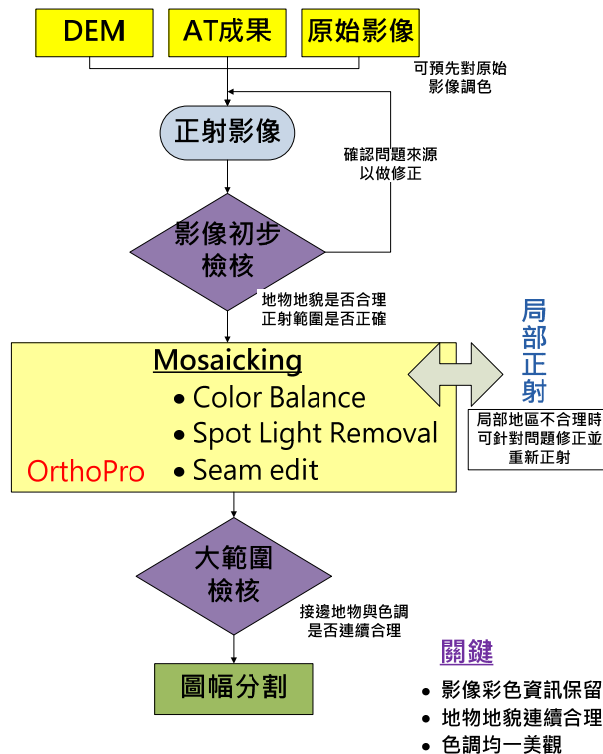 DEM
AT成果
原始影像
可預先對原始
影像調色
正射影像
確認問題來源
以做修正
影像初步
檢核
地物地貌是否合理
正射範圍是否正確
Mosaicking
• Color Balance
• Spot Light Removal
• Seam edit
OrthoPro
局部正射
局部地區不合理時
可針對問題修正並
重新正射
大範圍
檢核
接邊地物與色調
是否連續合理
圖幅分割
關鍵
• 影像彩色資訊保留
• 地物地貌連續合理
• 色調均一美觀